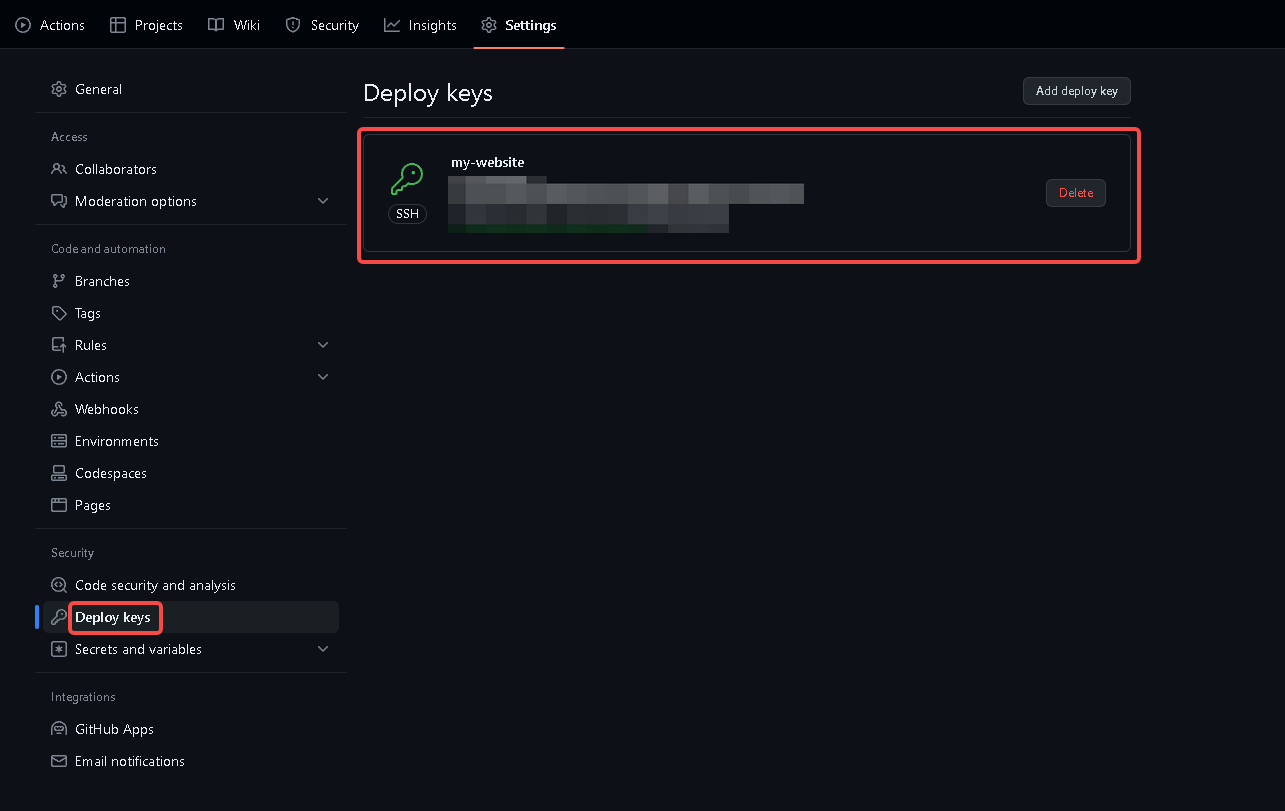 Actions
Projects
Wiki
Security
Insights
Settings
General
Access
Collaborators
Moderation options
Code and automation
Branches
Tags
Rules
Actions
Webhooks
Environments
Codespaces
Pages
Security
Code security and analysis
Deploy keys
Secrets and variables
Integrations
GitHub Apps
Email notifications
Deploy keys
Add deploy key
my-website
SSH
Delete